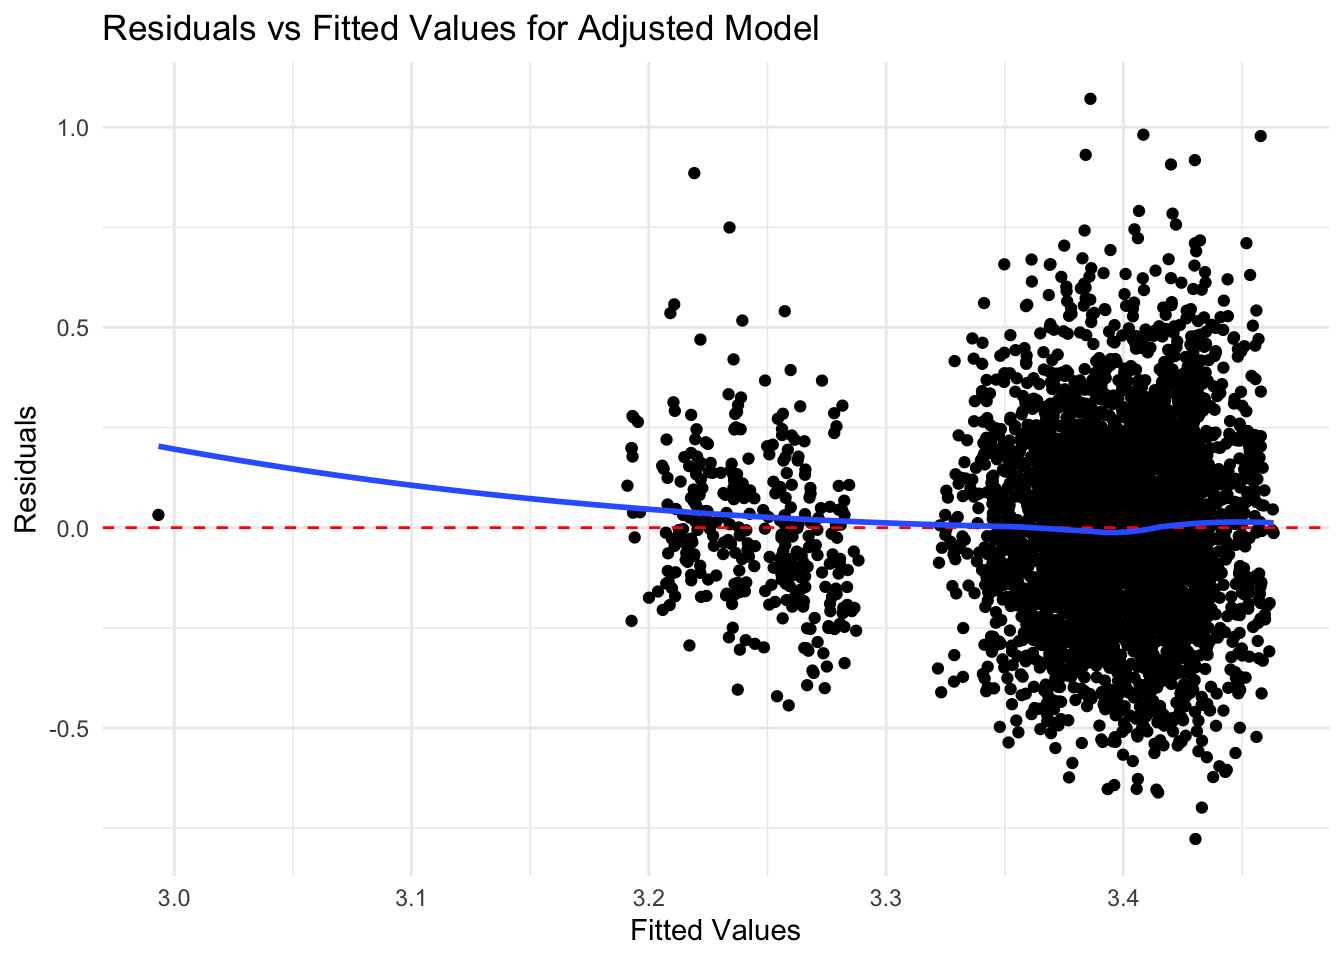 Residuals vs Fitted Values for Adjusted Model
Residuals
1.0
0.5
0.0
-0.5
3.0 3.1 3.2 3.3 3.4
Fitted Values